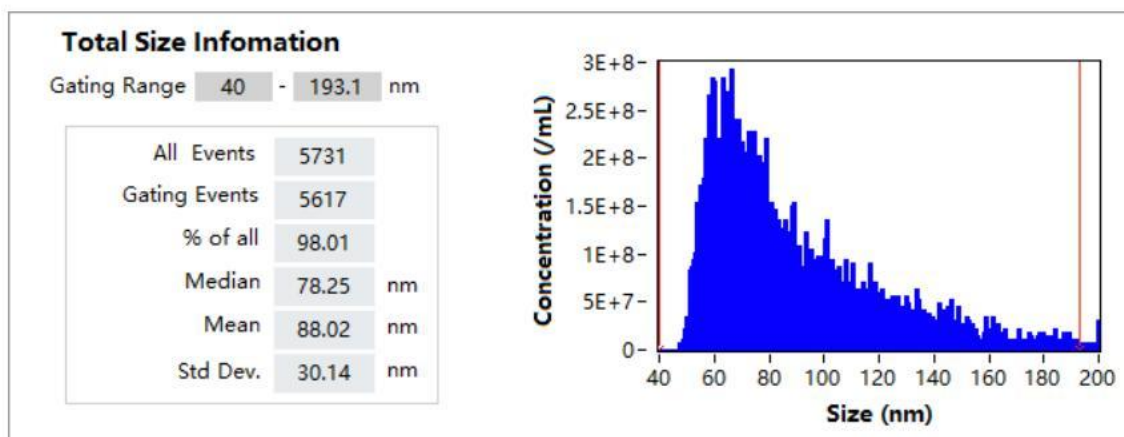 Total Size Infomation
Gating Range 40 - 193.1 nm
All Events 5731
Gating Events 5617
% of all 98.01
Median 78.25 nm
Mean 88.02 nm
Std Dev. 30.14 nm
Concentration (/mL)
3E+8
2.5E+8
2E+8
1.5E+8
1E+8
5E+7
0
40 60 80 100 120 140 160 180 200
Size (nm)